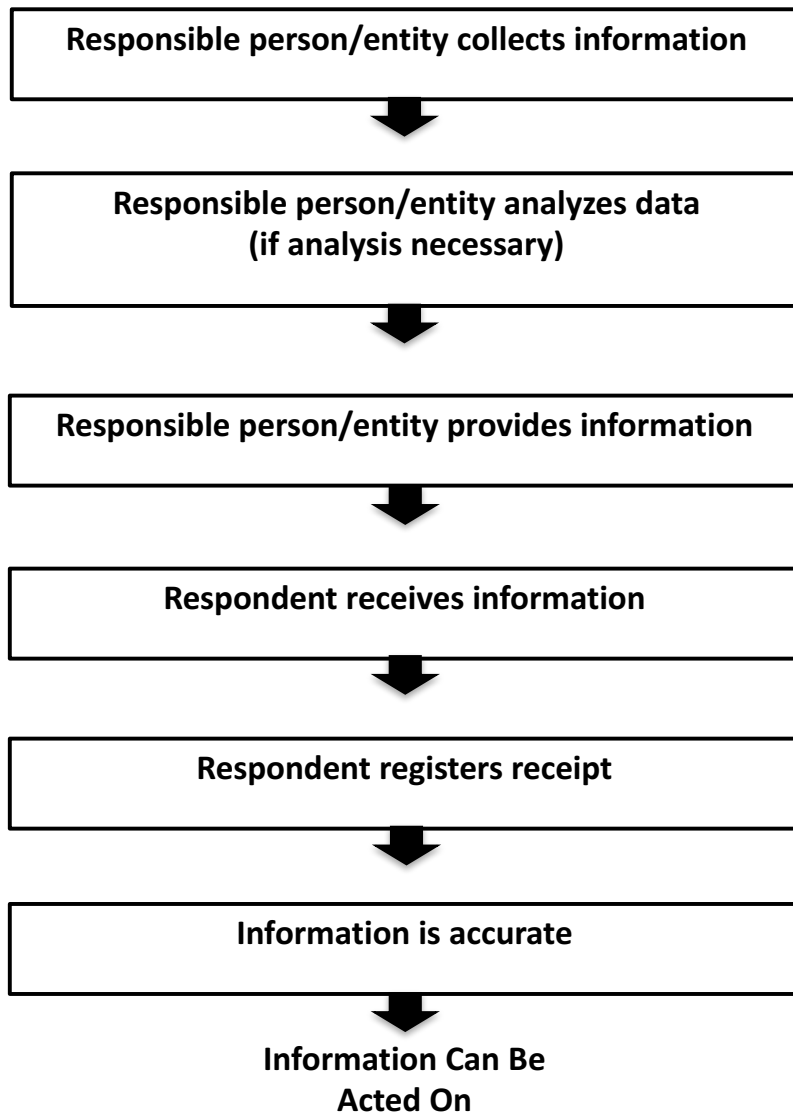 Responsible person/entity collects information
Responsible person/entity analyzes data
(if analysis necessary)
Responsible person/entity provides information
Respondent receives information
Respondent registers receipt
Information is accurate
Information Can Be
Acted On